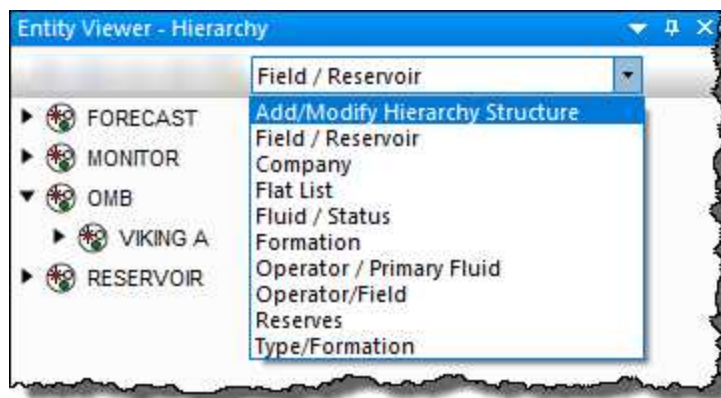 Entity Viewer - Hierarchy
Field / Reservoir
FORECAST
MONITOR
OMB
VIKING A
RESERVOIR
Add/Modify Hierarchy Structure
Field / Reservoir
Company
Flat List
Fluid / Status
Formation
Operator / Primary Fluid
Operator/Field
Reserves
Type/Formation